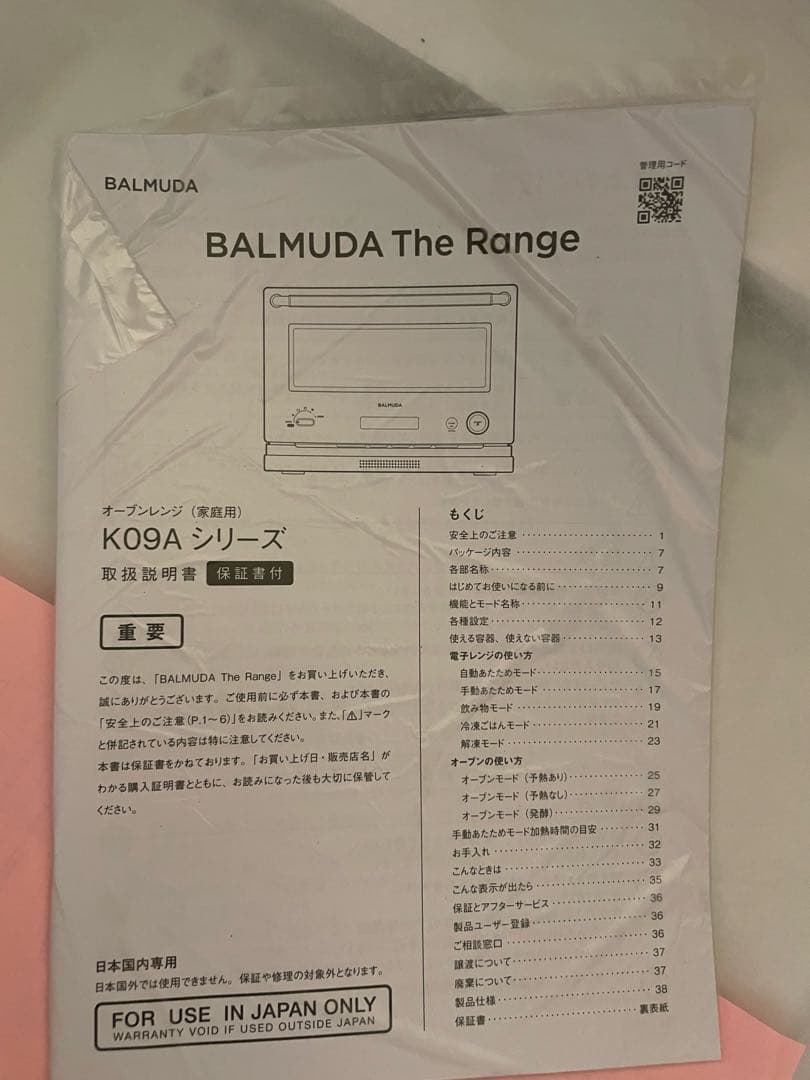 BALMUDA
管理用コード
BALMUDA The Range
BALMUDA
オーブンレンジ（家庭用）
K09A シリーズ
取扱説明書 保証書付
重要
この度は、「BALMUDA The Range」をお買い上げいただき、
誠にありがとうございます。ご使用前に必ず本書、および本書の
「安全上のご注意（P.1～6）」をお読みください。また、「⚠」マーク
と併記されている内容は特に注意してください。
本書は保証書をかねております。「お買い上げ日・販売店名」が
わかる購入証明書とともに、お読みになった後も大切に保管して
ください。
日本国内専用
日本国外では使用できません。保証や修理の対象外となります。
FOR USE IN JAPAN ONLY
WARRANTY VOID IF USED OUTSIDE JAPAN
もくじ
安全上のご注意 ・・・・・・・・・・ 1
パッケージ内容 ・・・・・・・・・・ 7
各部名称 ・・・・・・・・・・ 7
はじめてお使いになる前に ・・・・・・・・・・ 9
機能とモード名称 ・・・・・・・・・・ 11
各種設定 ・・・・・・・・・・ 12
使える容器、使えない容器 ・・・・・・・・・・ 13
電子レンジの使い方
自動あたためモード ・・・・・・・・・・ 15
手動あたためモード ・・・・・・・・・・ 17
飲み物モード ・・・・・・・・・・ 19
冷凍ごはんモード ・・・・・・・・・・ 21
解凍モード ・・・・・・・・・・ 23
オーブンの使い方
オーブンモード（予熱あり） ・・・・・・・・・・ 25
オーブンモード（予熱なし） ・・・・・・・・・・ 27
オーブンモード（発酵） ・・・・・・・・・・ 29
手動あたためモード加熱時間の目安 ・・・・・・・・・・ 31
お手入れ ・・・・・・・・・・ 32
こんなときは ・・・・・・・・・・ 33
こんな表示が出たら ・・・・・・・・・・ 35
保証とアフターサービス ・・・・・・・・・・ 36
製品ユーザー登録 ・・・・・・・・・・ 36
ご相談窓口 ・・・・・・・・・・ 36
譲渡について ・・・・・・・・・・ 37
廃棄について ・・・・・・・・・・ 37
製品仕様 ・・・・・・・・・・ 38
保証書 ・・・・・・・・・・ 裏表紙